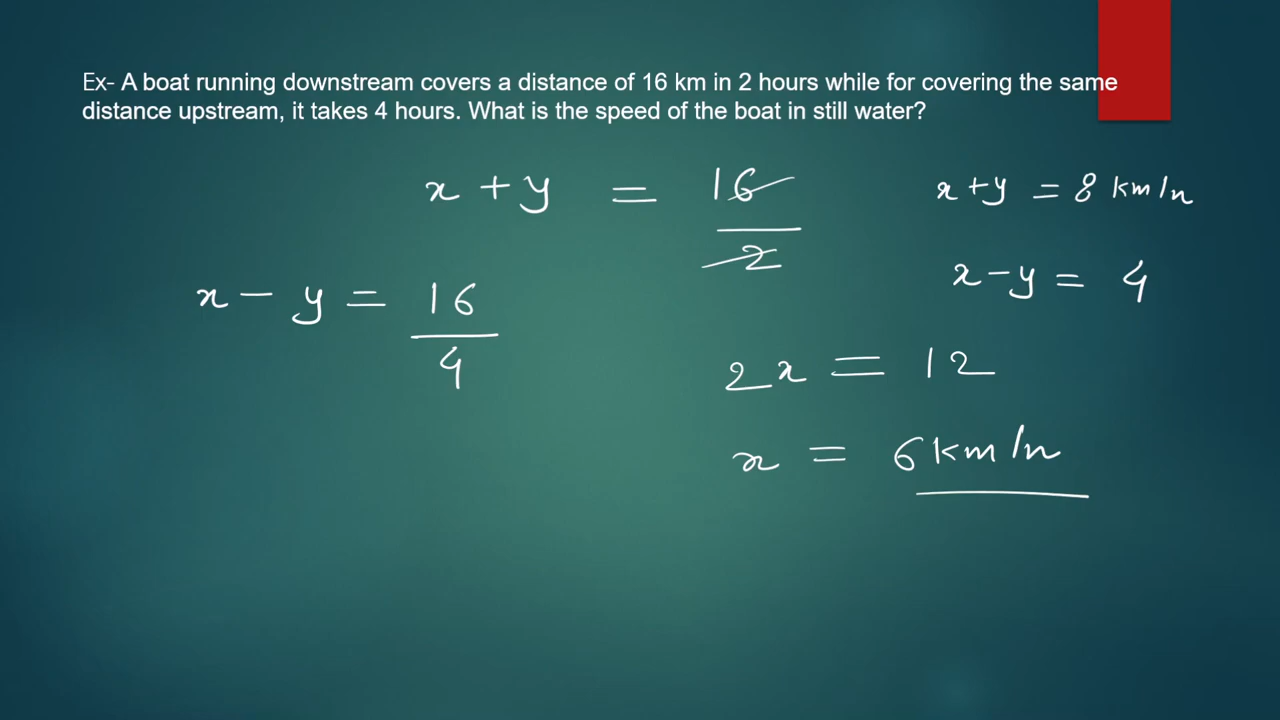 Ex- A boat running downstream covers a distance of 16 km in 2 hours while for covering the same
distance upstream, it takes 4 hours. What is the speed of the boat in still water?
x + y = 16/2
x + y = 8 km/h
x - y = 16/4
x - y = 4
2x = 12
x = 6 km/h